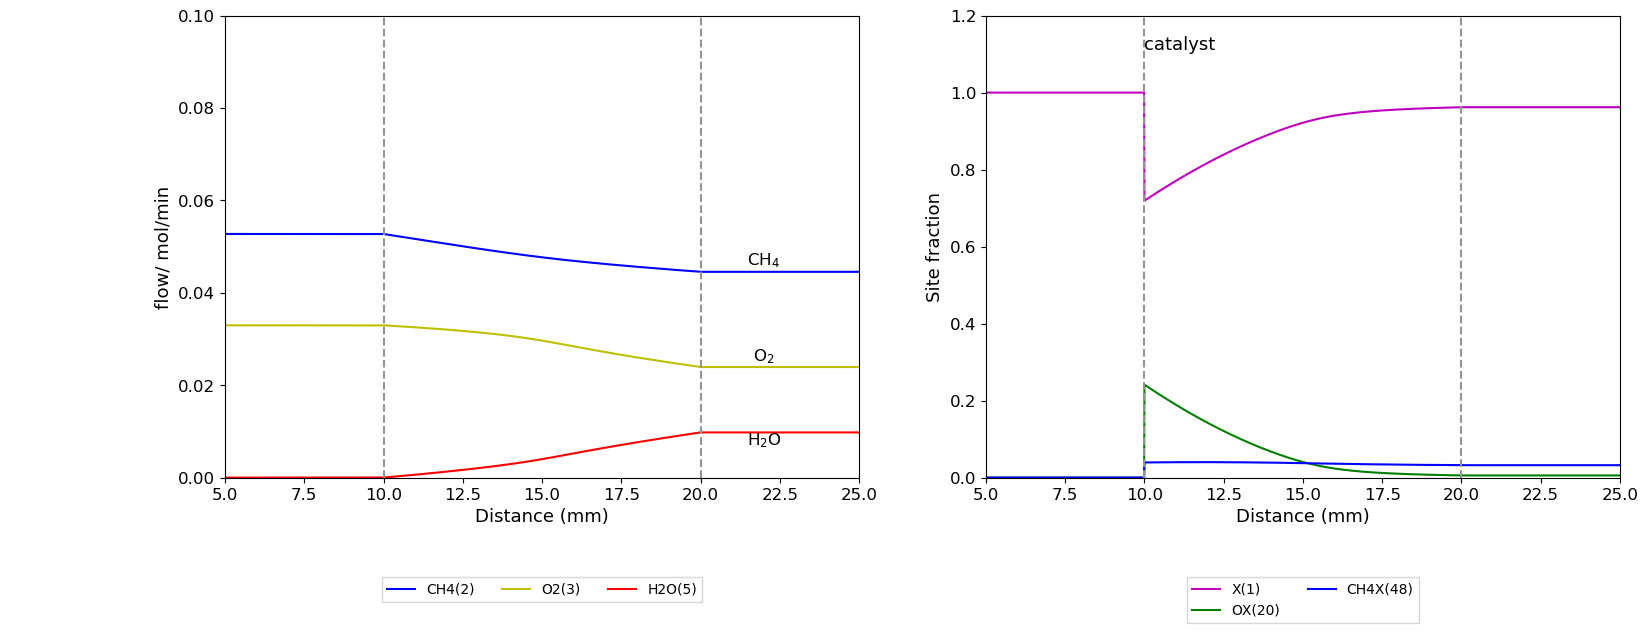 0.10
0.08
0.06
0.04
0.02
0.00
flow/ mol/min
CH₄
O₂
H₂O
5.0 7.5 10.0 12.5 15.0 17.5 20.0 22.5 25.0
Distance (mm)
CH4(2) O2(3) H2O(5)
1.2
1.0
0.8
0.6
0.4
0.2
0.0
Site fraction
catalyst
5.0 7.5 10.0 12.5 15.0 17.5 20.0 22.5 25.0
Distance (mm)
X(1) CH4X(48)
OX(20)